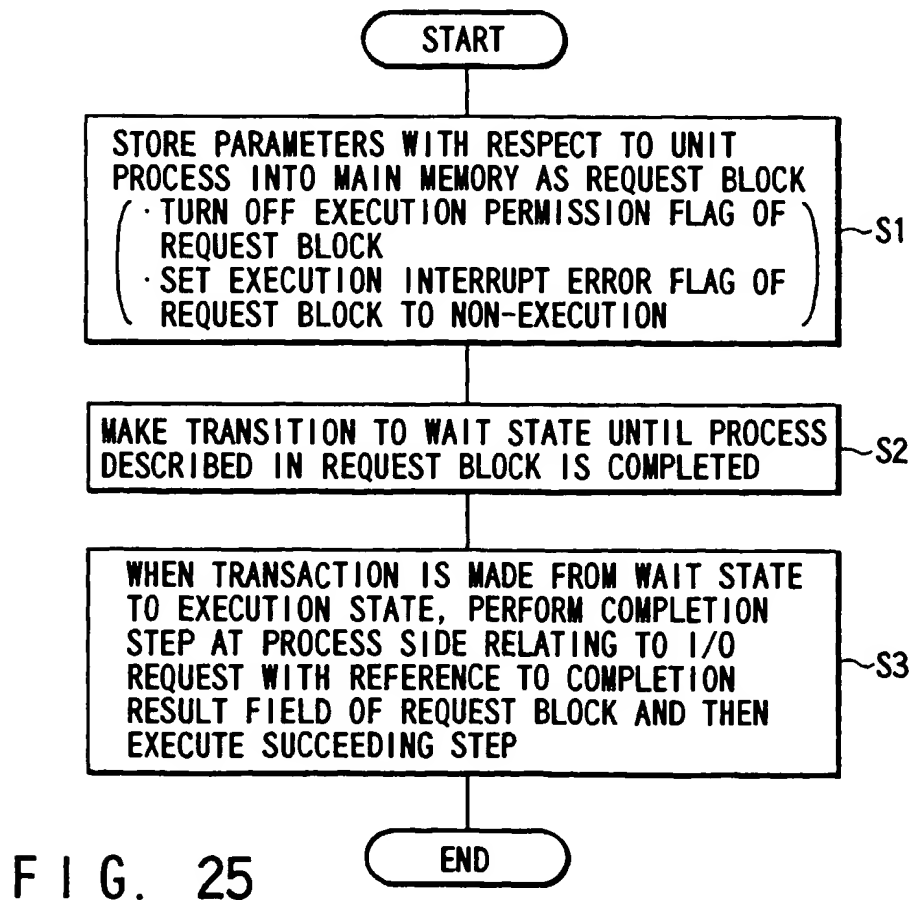 START
STORE PARAMETERS WITH RESPECT TO UNIT
PROCESS INTO MAIN MEMORY AS REQUEST BLOCK
· TURN OFF EXECUTION PERMISSION FLAG OF
REQUEST BLOCK
· SET EXECUTION INTERRUPT ERROR FLAG OF
REQUEST BLOCK TO NON-EXECUTION
S1
MAKE TRANSITION TO WAIT STATE UNTIL PROCESS
DESCRIBED IN REQUEST BLOCK IS COMPLETED
S2
WHEN TRANSACTION IS MADE FROM WAIT STATE
TO EXECUTION STATE, PERFORM COMPLETION
STEP AT PROCESS SIDE RELATING TO I/O
REQUEST WITH REFERENCE TO COMPLETION
RESULT FIELD OF REQUEST BLOCK AND THEN
EXECUTE SUCCEEDING STEP
S3
END
FIG. 25